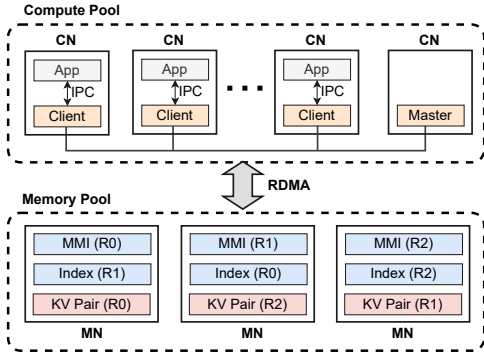 Compute Pool
CN CN CN CN
App App App
IPC IPC IPC
Client Client Client Master
RDMA
Memory Pool
MMI (R0) MMI (R1) MMI (R2)
Index (R1) Index (R0) Index (R2)
KV Pair (R0) KV Pair (R2) KV Pair (R1)
MN MN MN